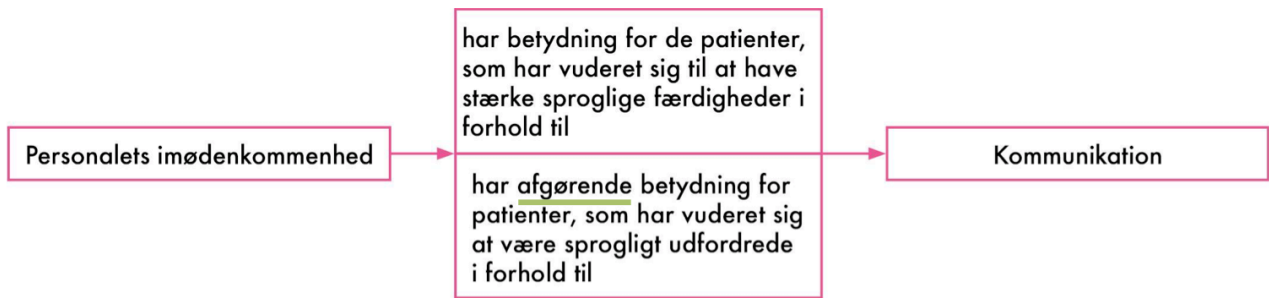 Personalets imødenkommenhed
har betydning for de patienter,
som har vuderet sig til at have
stærke sproglige færdigheder i
forhold til
har afgørende betydning for
patienter, som har vuderet sig
at være sprogligt udfordrede
i forhold til
Kommunikation